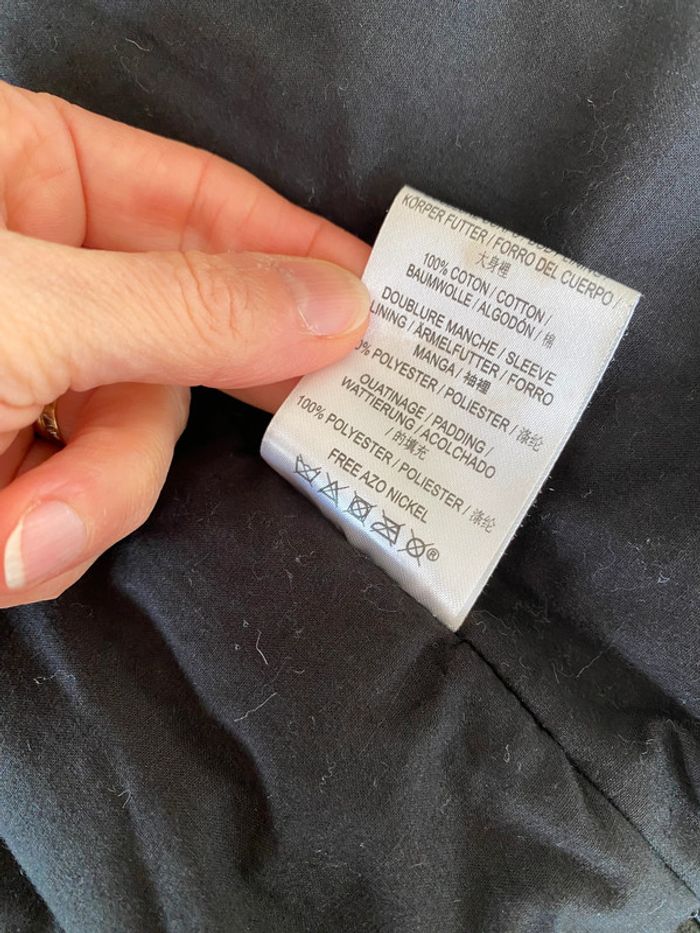 KÖRPER FUTTER / FORRO DEL CUERPO /
大身裡
100% COTON / COTTON /
BAUMWOLLE / ALGODÓN / 棉
DOUBLURE MANCHE / SLEEVE
LINING / ÄRMELFUTTER / FORRO
MANGA / 袖裡
0% POLYESTER / POLIESTER / 涤纶
OUATINAGE / PADDING /
WATTIERUNG / ACOLCHADO
/ 的填充
100% POLYESTER / POLIESTER / 涤纶
FREE AZO NICKEL
®